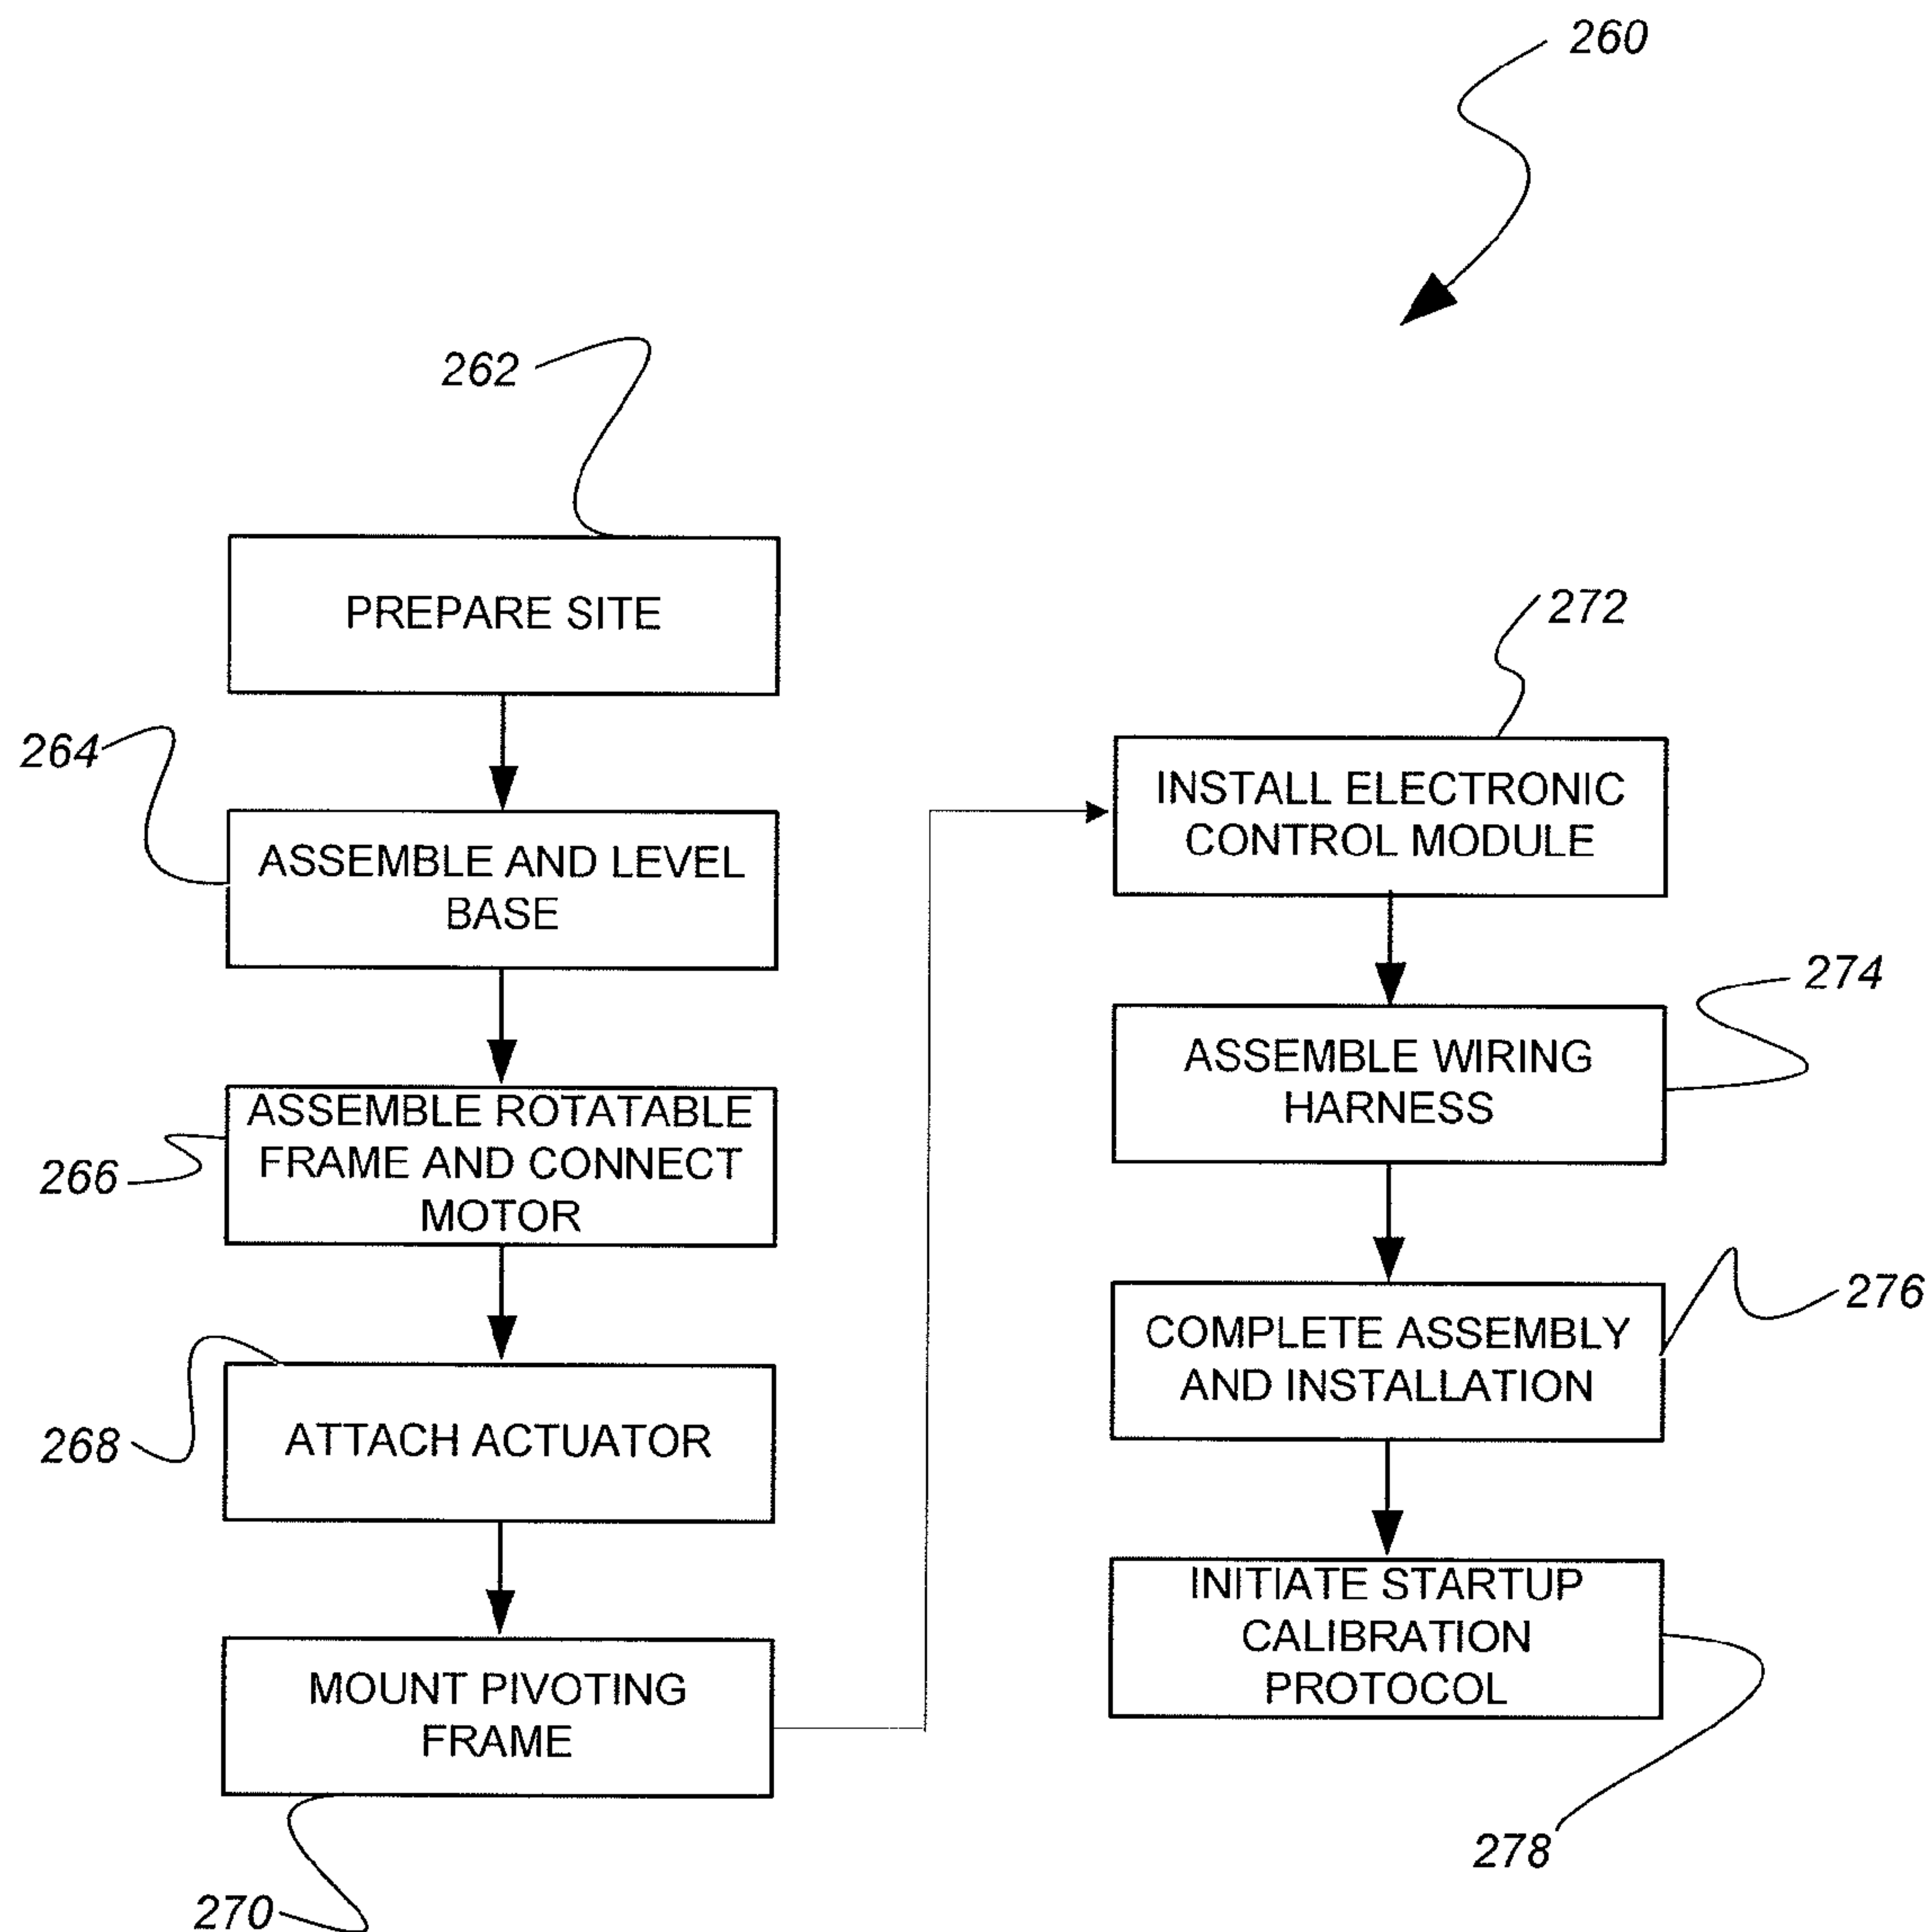 260
262
PREPARE SITE
264
ASSEMBLE AND LEVEL
BASE
266
ASSEMBLE ROTATABLE
FRAME AND CONNECT
MOTOR
268
ATTACH ACTUATOR
MOUNT PIVOTING
FRAME
270
272
INSTALL ELECTRONIC
CONTROL MODULE
274
ASSEMBLE WIRING
HARNESS
276
COMPLETE ASSEMBLY
AND INSTALLATION
INITIATE STARTUP
CALIBRATION
PROTOCOL
278